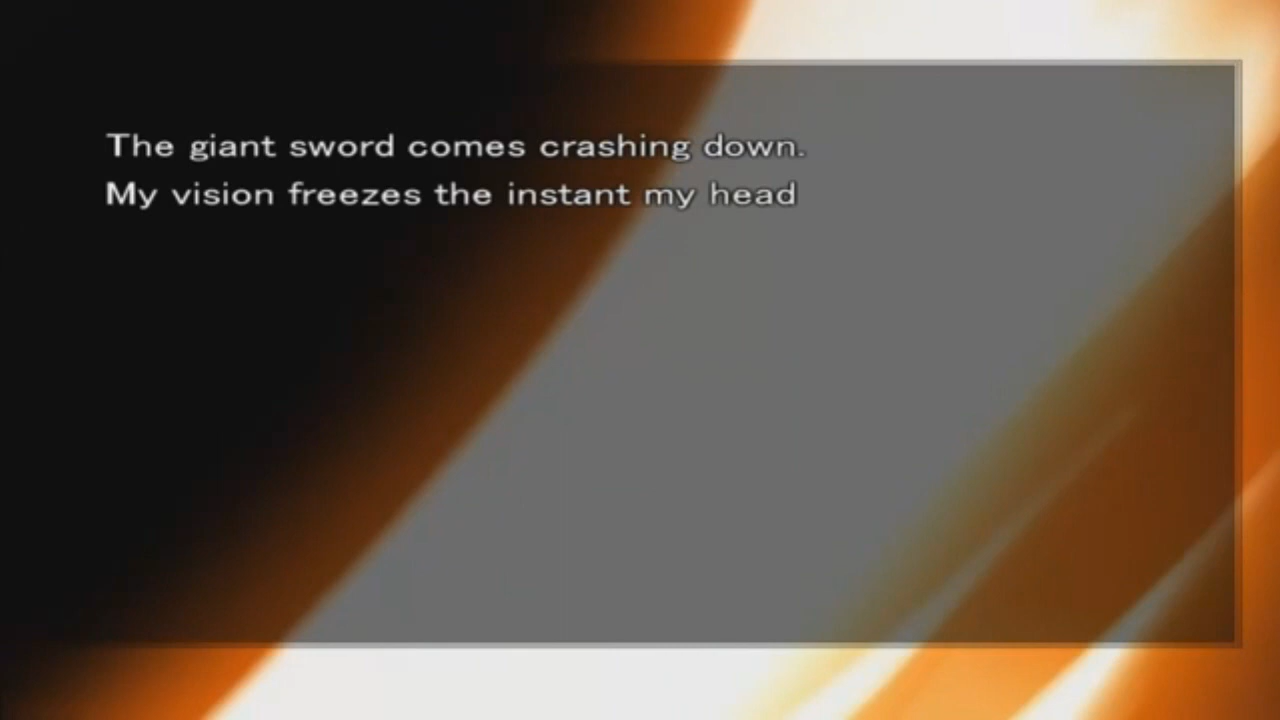 The giant sword comes crashing down.
My vision freezes the instant my head